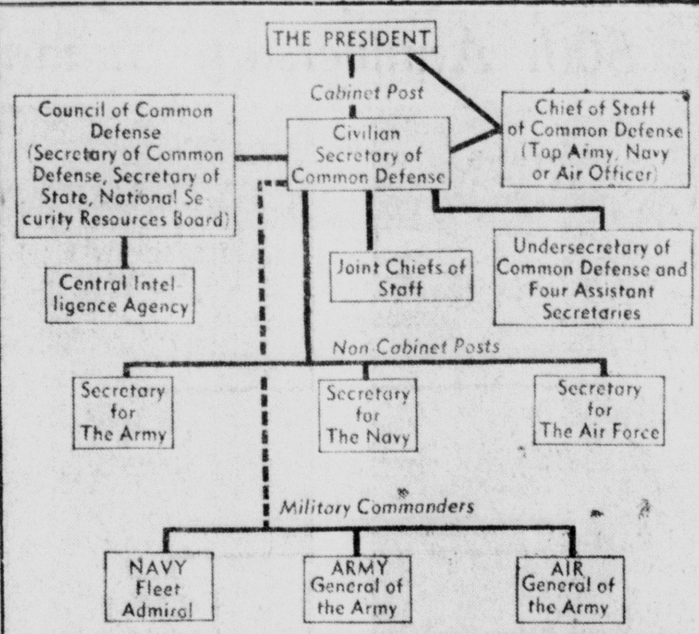 THE PRESIDENT
Cabinet Post
Council of Common
Defense
(Secretary of Common
Defense, Secretary of
State, National Se
curity Resources Board)
Civilian
Secretary of
Common Defense
Chief of Staff
of Common Defense
(Top Army, Navy
or Air Officer)
Central Intel-
ligence Agency
Joint Chiefs of
Staff
Undersecretary of
Common Defense and
Four Assistant
Secretaries
Non-Cabinet Posts
Secretary
for
The Army
Secretary
for
The Navy
Secretary
for
The Air Force
Military Commanders
NAVY
Fleet
Admiral
ARMY
General of
the Army
AIR
General of
the Army